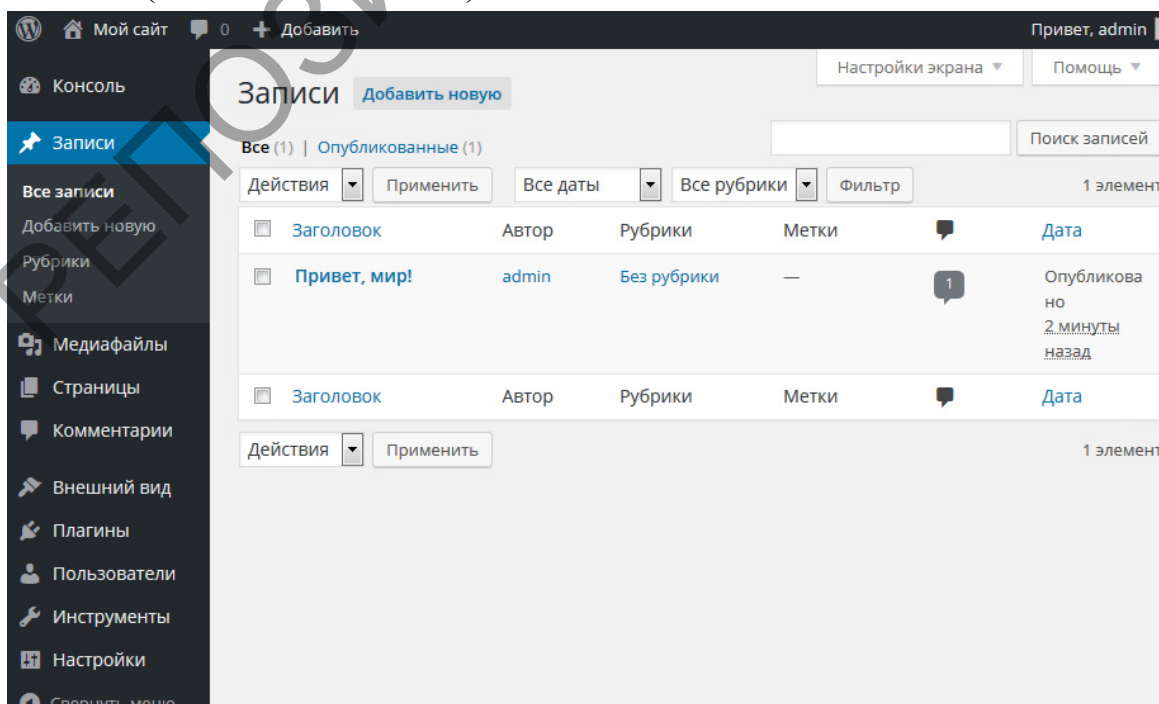 Мой сайт 0 Добавить Привет, admin
Настройки экрана Помощь
Консоль
Записи Добавить новую
Записи
Все (1) | Опубликованные (1) Поиск записей
Все записи
Действия Применить Все даты Все рубрики Фильтр 1 элемент
Добавить новую
Заголовок Автор Рубрики Метки Дата
Рубрики
Привет, мир! admin Без рубрики — 1 Опубликова
но
2 минуты
назад
Метки
Медиафайлы
Страницы
Заголовок Автор Рубрики Метки Дата
Комментарии
Действия Применить 1 элемент
Внешний вид
Плагины
Пользователи
Инструменты
Настройки
Свернуть меню